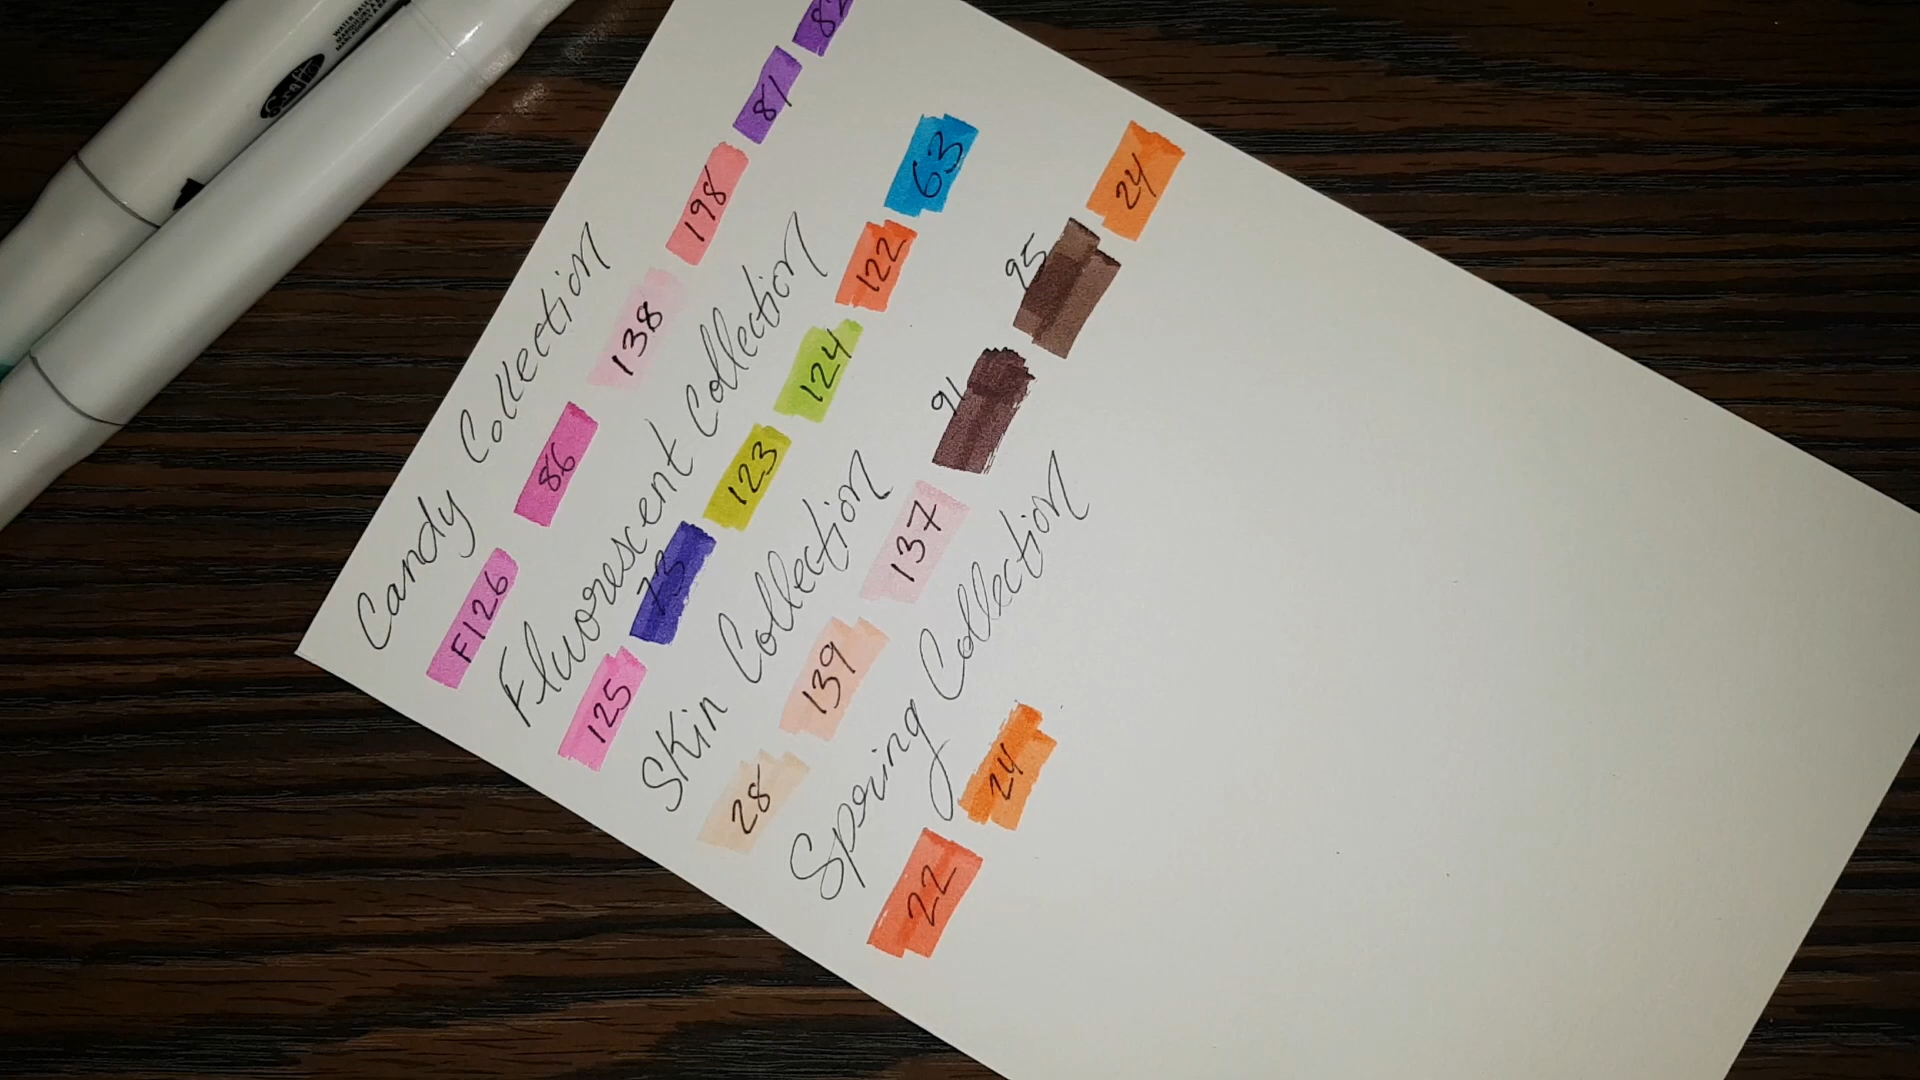 Candy Collection
F126 86 138 198 81 82
Fluorescent Collection
125 73 123 124 122 63
Skin Collection
28 139 137 91 95 24
Spring Collection
22 24